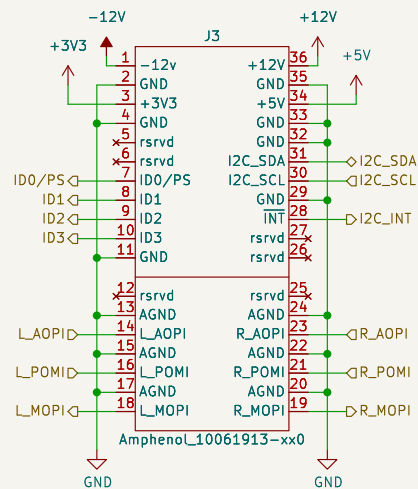 -12V
+12V
+3V3
J3
+5V
1 -12v +12V 36
2 GND GND 35
3 +3V3 +5V 34
4 GND GND 33
5 rsrvd GND 32
6 rsrvd I2C_SDA 31 I2C_SDA
ID0/PS 7 ID0/PS I2C_SCL 30 I2C_SCL
ID1 8 ID1 GND 29
ID2 9 ID2 INT 28 I2C_INT
ID3 10 ID3 rsrvd 27
11 GND rsrvd 26
12 rsrvd rsrvd 25
13 AGND AGND 24
L_AOPI 14 L_AOPI R_AOPI 23 R_AOPI
15 AGND AGND 22
L_POMI 16 L_POMI R_POMI 21 R_POMI
17 AGND AGND 20
L_MOPI 18 L_MOPI R_MOPI 19 R_MOPI
Amphenol_10061913-xx0
GND GND